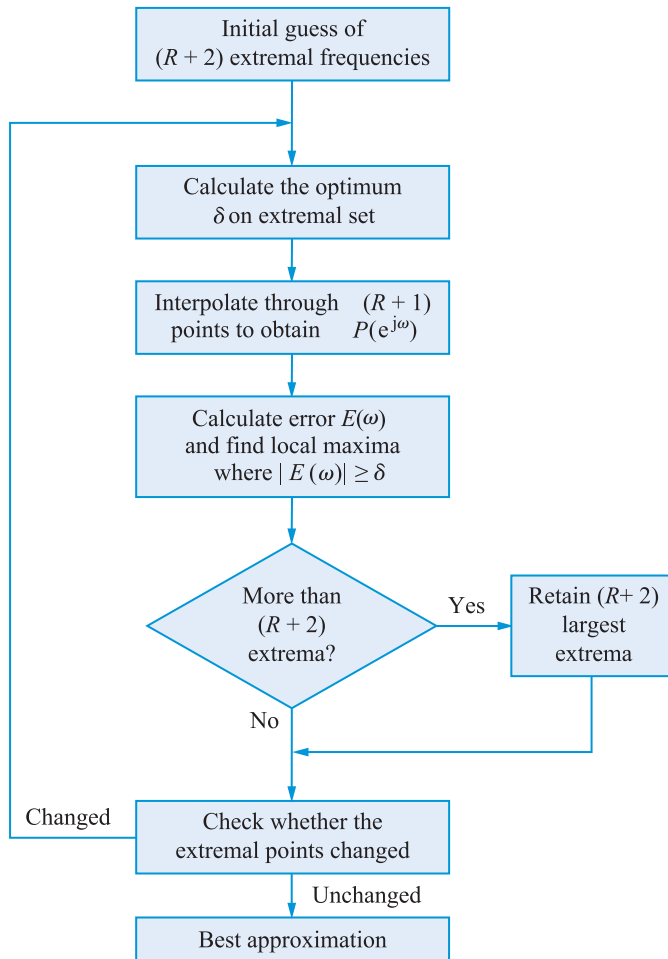 Initial guess of
(R + 2) extremal frequencies
Calculate the optimum
δ on extremal set
Interpolate through (R + 1)
points to obtain P(e^jω)
Calculate error E(ω)
and find local maxima
where | E (ω)| ≥ δ
More than
(R + 2)
extrema?
Yes
Retain (R+ 2)
largest
extrema
No
Changed
Check whether the
extremal points changed
Unchanged
Best approximation